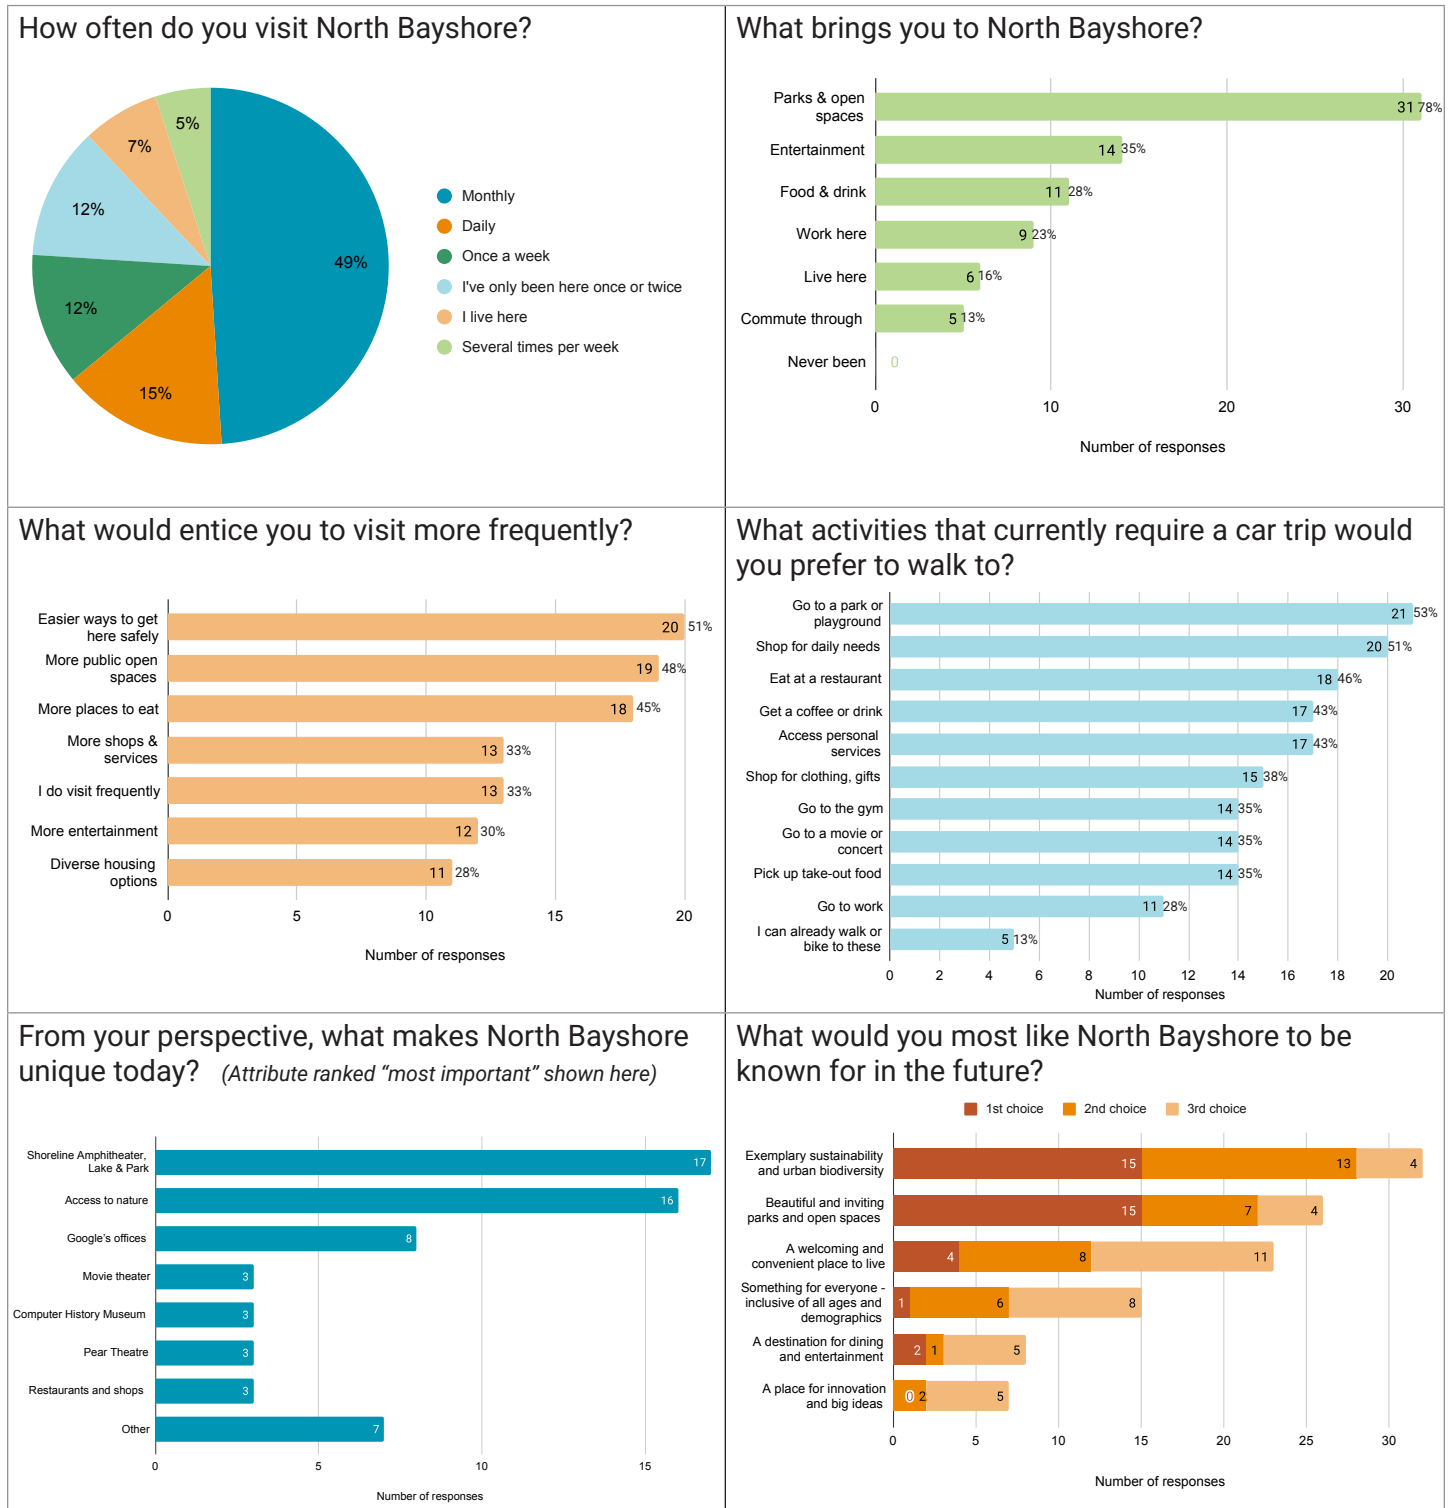 How often do you visit North Bayshore?
49%
15%
12%
12%
7%
5%
Monthly
Daily
Once a week
I've only been here once or twice
I live here
Several times per week
What brings you to North Bayshore?
Parks & open
spaces
31 78%
Entertainment
14 35%
Food & drink
11 28%
Work here
9 23%
Live here
6 16%
Commute through
5 13%
Never been
0
0 10 20 30
Number of responses
What would entice you to visit more frequently?
Easier ways to get
here safely
20 51%
More public open
spaces
19 48%
More places to eat
18 45%
More shops &
services
13 33%
I do visit frequently
13 33%
More entertainment
12 30%
Diverse housing
options
11 28%
0 5 10 15 20
Number of responses
What activities that currently require a car trip would
you prefer to walk to?
Go to a park or
playground
21 53%
Shop for daily needs
20 51%
Eat at a restaurant
18 46%
Get a coffee or drink
17 43%
Access personal
services
17 43%
Shop for clothing, gifts
15 38%
Go to the gym
14 35%
Go to a movie or
concert
14 35%
Pick up take-out food
14 35%
Go to work
11 28%
I can already walk or
bike to these
5 13%
0 2 4 6 8 10 12 14 16 18 20
Number of responses
From your perspective, what makes North Bayshore
unique today? (Attribute ranked “most important” shown here)
Shoreline Amphitheater,
Lake & Park
17
Access to nature
16
Google's offices
8
Movie theater
3
Computer History Museum
3
Pear Theatre
3
Restaurants and shops
3
Other
7
0 5 10 15
Number of responses
What would you most like North Bayshore to be
known for in the future?
1st choice 2nd choice 3rd choice
Exemplary sustainability
and urban biodiversity
15 13 4
Beautiful and inviting
parks and open spaces
15 7 4
A welcoming and
convenient place to live
4 8 11
Something for everyone -
inclusive of all ages and
demographics
1 6 8
A destination for dining
and entertainment
2 1 5
A place for innovation
and big ideas
0 2 5
0 5 10 15 20 25 30
Number of responses